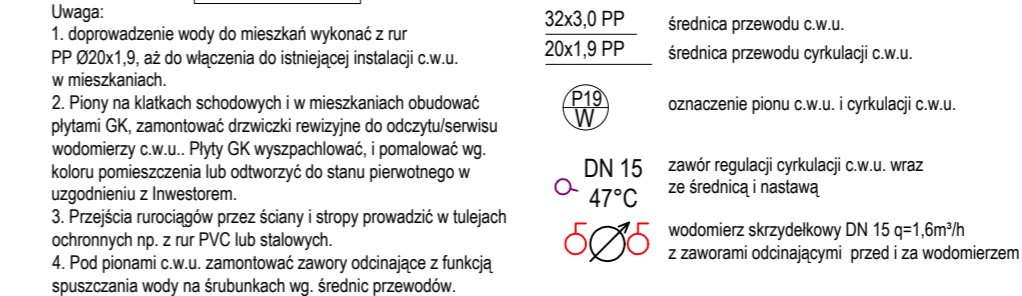 Uwaga:
1. doprowadzenie wody do mieszkań wykonać z rur
PP Ø20x1,9, aż do włączenia do istniejącej instalacji c.w.u.
w mieszkaniach.
2. Piony na klatkach schodowych i w mieszkaniach obudować
płytami GK, zamontować drzwiczki rewizyjne do odczytu/serwisu
wodomierzy c.w.u.. Płyty GK wyszpachlować, i pomalować wg.
koloru pomieszczenia lub odtworzyć do stanu pierwotnego w
uzgodnieniu z Inwestorem.
3. Przejścia rurociągów przez ściany i stropy prowadzić w tulejach
ochronnych np. z rur PVC lub stalowych.
4. Pod pionami c.w.u. zamontować zawory odcinające z funkcją
spuszczania wody na śrubunkach wg. średnic przewodów.
32x3,0 PP
średnica przewodu c.w.u.
20x1,9 PP
średnica przewodu cyrkulacji c.w.u.
P19
W
oznaczenie pionu c.w.u. i cyrkulacji c.w.u.
DN 15
47°C
zawór regulacji cyrkulacji c.w.u. wraz
ze średnicą i nastawą
wodomierz skrzydełkowy DN 15 q=1,6m³/h
z zaworami odcinającymi przed i za wodomierzem